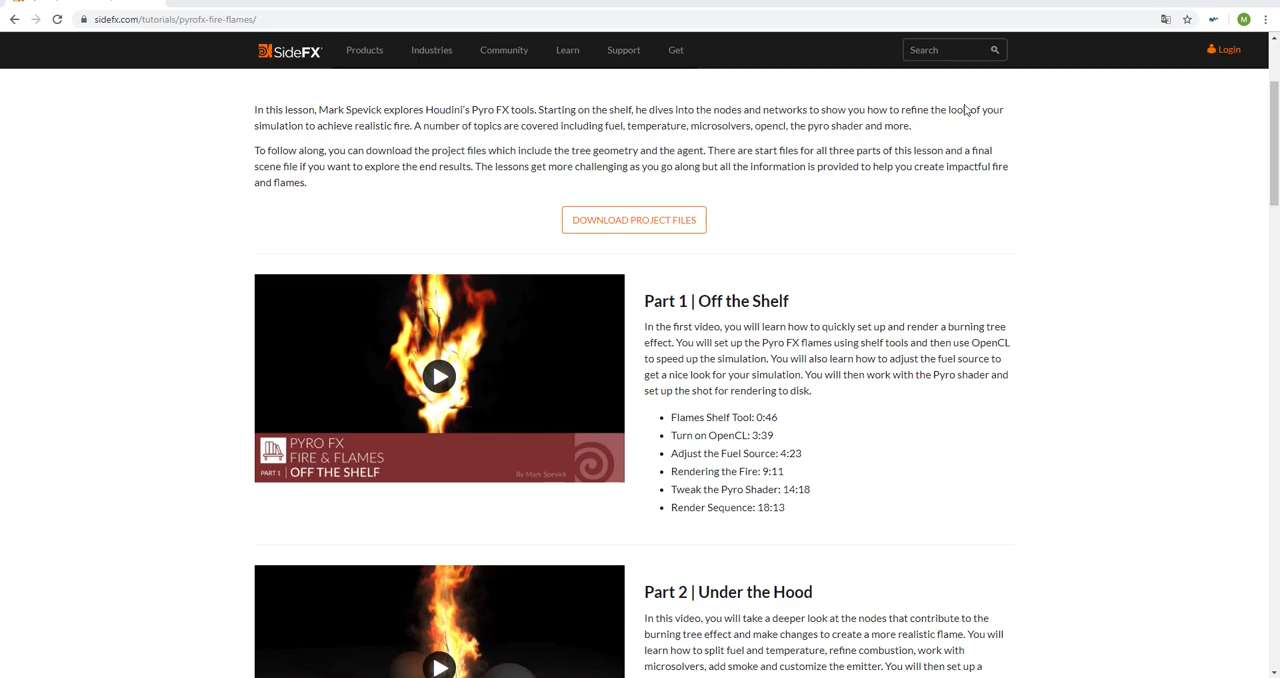 sidefx.com/tutorials/pyrofx-fire-flames/
M
SideFX Products Industries Community Learn Support Get Search Login
In this lesson, Mark Spevick explores Houdini's Pyro FX tools. Starting on the shelf, he dives into the nodes and networks to show you how to refine the look of your
simulation to achieve realistic fire. A number of topics are covered including fuel, temperature, microsolvers, opencl, the pyro shader and more.
To follow along, you can download the project files which include the tree geometry and the agent. There are start files for all three parts of this lesson and a final
scene file if you want to explore the end results. The lessons get more challenging as you go along but all the information is provided to help you create impactful fire
and flames.
DOWNLOAD PROJECT FILES
PYRO FX
FIRE & FLAMES
PART 1 | OFF THE SHELF
By Mark Spevick
Part 1 | Off the Shelf
In the first video, you will learn how to quickly set up and render a burning tree
effect. You will set up the Pyro FX flames using shelf tools and then use OpenCL
to speed up the simulation. You will also learn how to adjust the fuel source to
get a nice look for your simulation. You will then work with the Pyro shader and
set up the shot for rendering to disk.
• Flames Shelf Tool: 0:46
• Turn on OpenCL: 3:39
• Adjust the Fuel Source: 4:23
• Rendering the Fire: 9:11
• Tweak the Pyro Shader: 14:18
• Render Sequence: 18:13
Part 2 | Under the Hood
In this video, you will take a deeper look at the nodes that contribute to the
burning tree effect and make changes to create a more realistic flame. You will
learn how to split fuel and temperature, refine combustion, work with
microsolvers, add smoke and customize the emitter. You will then set up a